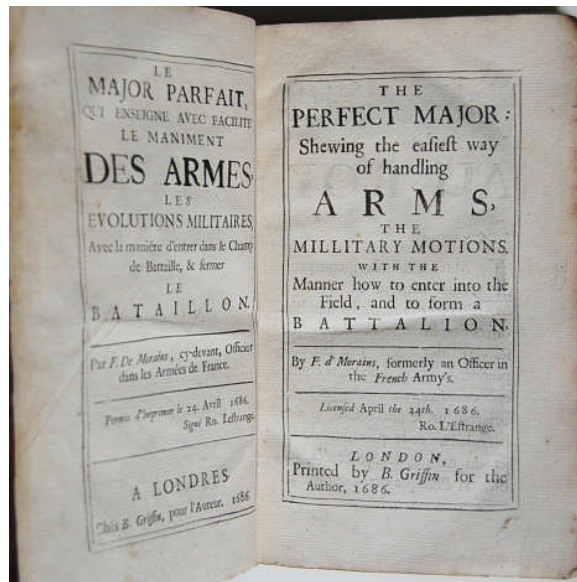 LE
MAJOR PARFAIT,
QUI ENSEIGNE AVEC FACILITE
LE MANIMENT
DES ARMES,
LES
EVOLUTIONS MILITAIRES,
Avec la maniére d'entrer dans le Champ
de Battaille, & former
LE
BATAILLON.
Par F. De Morains, cy-devant, Officier
dans les Armées de France.
Permis d'Imprimer le 24. Avril 1686.
Signé Ro. Lestrange.
A LONDRES
Chés B. Griffin, pour l'Auteur. 1686.
THE
PERFECT MAJOR:
Shewing the easiest way
of handling
ARMS,
THE
MILLITARY MOTIONS.
WITH THE
Manner how to enter into the
Field, and to form a
BATTALION.
By F. d'Morains, formerly an Officer in
the French Army's.
Licensed April the 24th. 1686.
Ro. L'Estrange.
LONDON,
Printed by B. Griffin for the
Author, 1686.